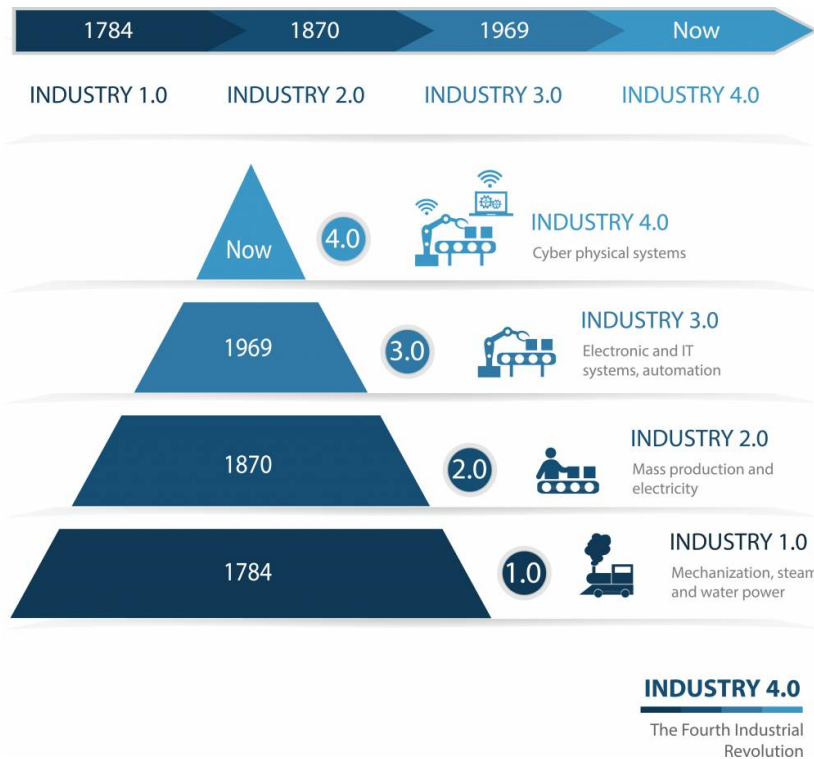 1784 1870 1969 Now
INDUSTRY 1.0 INDUSTRY 2.0 INDUSTRY 3.0 INDUSTRY 4.0
Now 4.0 INDUSTRY 4.0
Cyber physical systems
1969 3.0 INDUSTRY 3.0
Electronic and IT
systems, automation
1870 2.0 INDUSTRY 2.0
Mass production and
electricity
1784 1.0 INDUSTRY 1.0
Mechanization, steam
and water power
INDUSTRY 4.0
The Fourth Industrial
Revolution